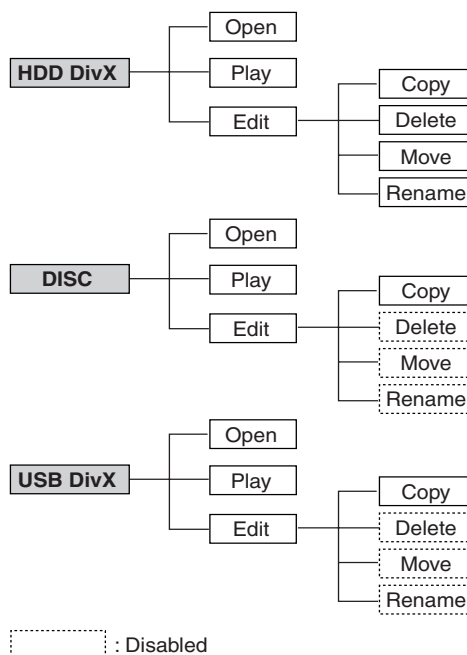 Open
HDD DivX
Play
Edit
Copy
Delete
Move
Rename
Open
DISC
Play
Edit
Copy
Delete
Move
Rename
Open
USB DivX
Play
Edit
Copy
Delete
Move
Rename
: Disabled